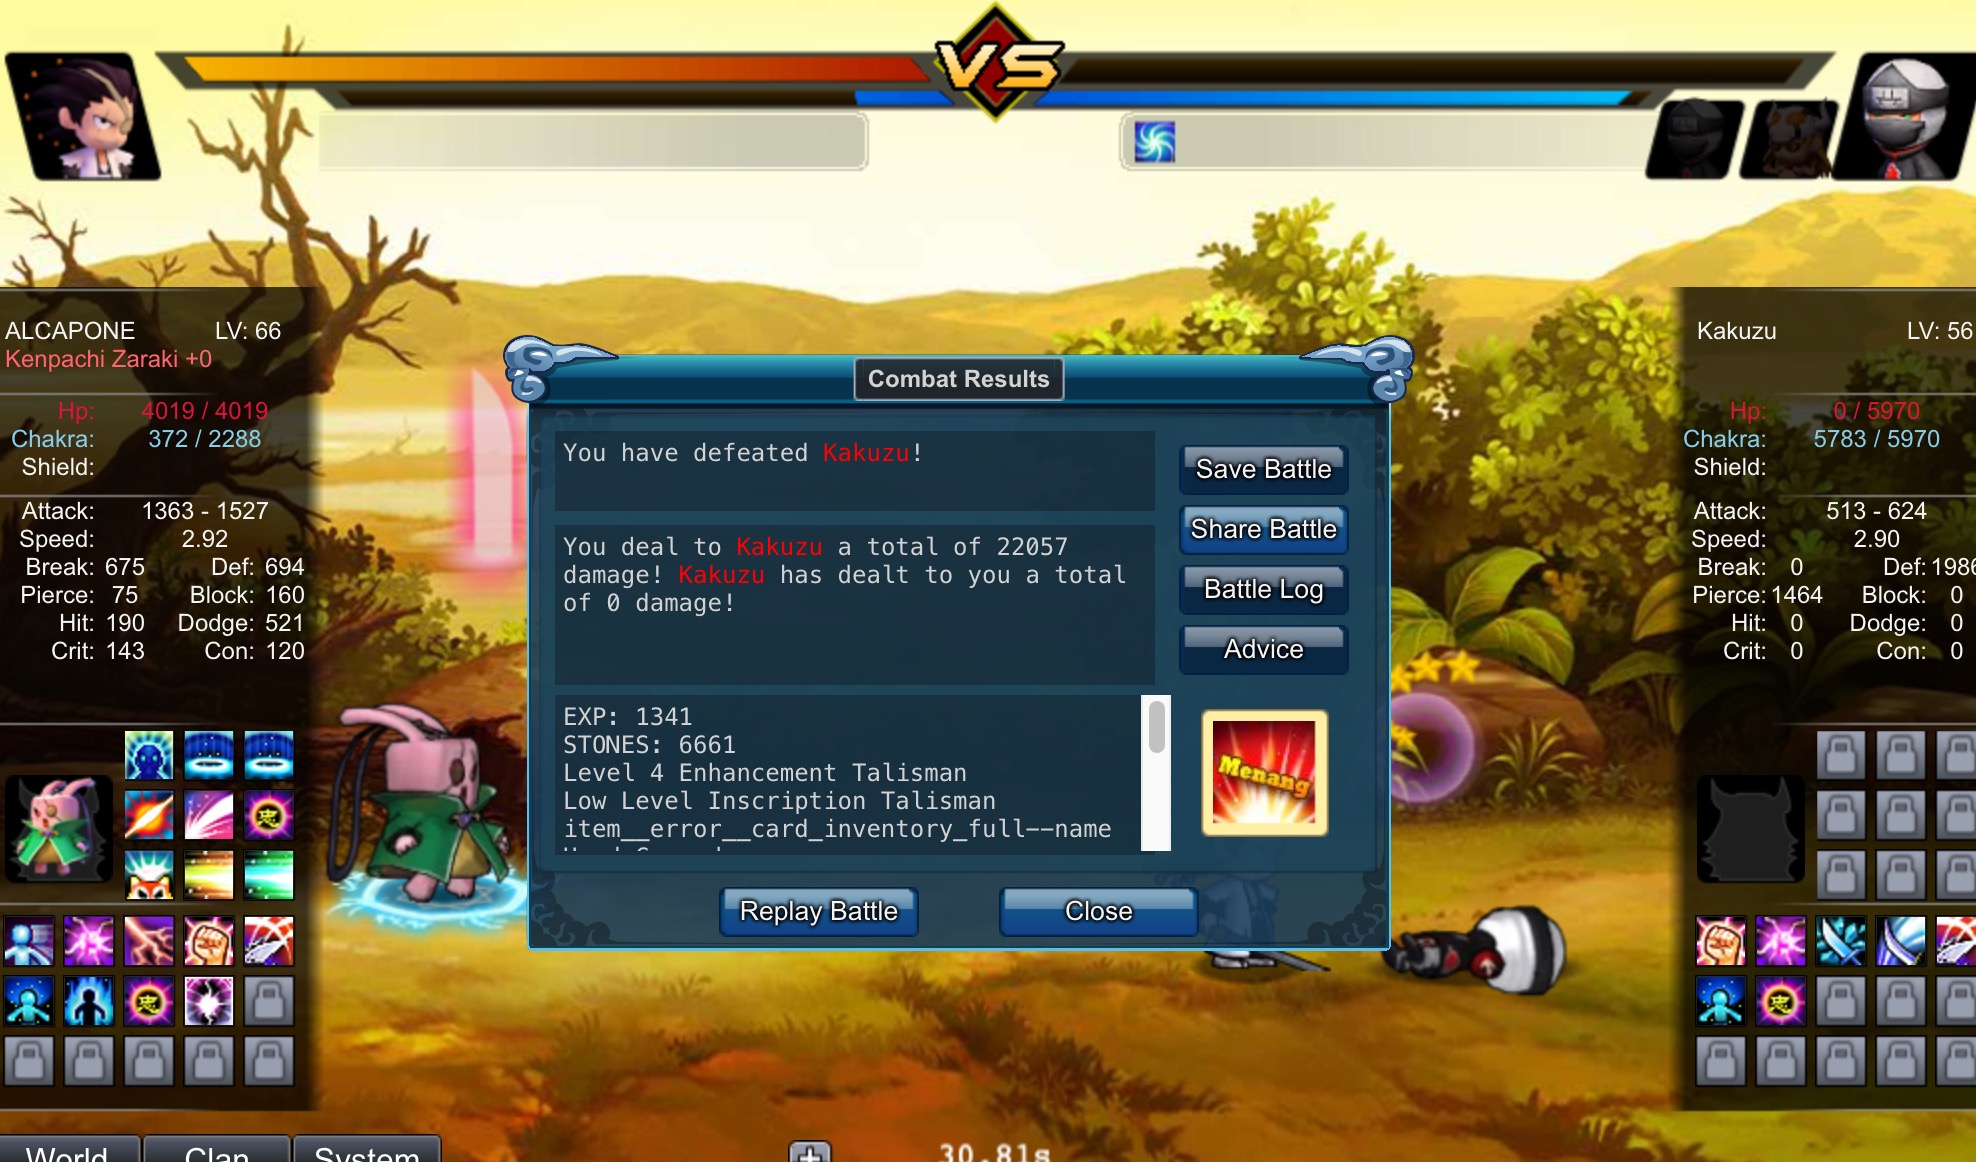 VS
ALCAPONE LV: 66
Kenpachi Zaraki +0
Hp: 4019 / 4019
Chakra: 372 / 2288
Shield:
Attack: 1363 - 1527
Speed: 2.92
Break: 675 Def: 694
Pierce: 75 Block: 160
Hit: 190 Dodge: 521
Crit: 143 Con: 120
Combat Results
You have defeated Kakuzu!
You deal to Kakuzu a total of 22057
damage! Kakuzu has dealt to you a total
of 0 damage!
EXP: 1341
STONES: 6661
Level 4 Enhancement Talisman
Low Level Inscription Talisman
item__error__card_inventory_full--name
Save Battle
Share Battle
Battle Log
Advice
Menang
Replay Battle
Close
Kakuzu LV: 56
Hp: 0 / 5970
Chakra: 5783 / 5970
Shield:
Attack: 513 - 624
Speed: 2.90
Break: 0 Def: 1986
Pierce: 1464 Block: 0
Hit: 0 Dodge: 0
Crit: 0 Con: 0
忠
忠
忠
World
Clan
System
30.81s